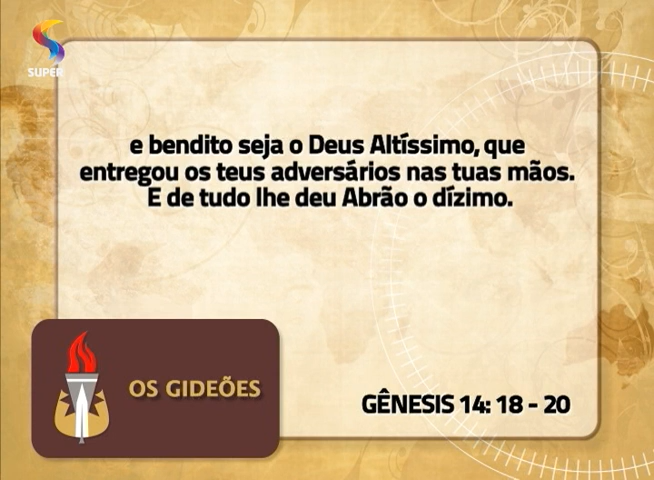 SUPER
e bendito seja o Deus Altíssimo, que
entregou os teus adversários nas tuas mãos.
E de tudo lhe deu Abrão o dízimo.
OS GIDEÕES
GÊNESIS 14: 18 - 20